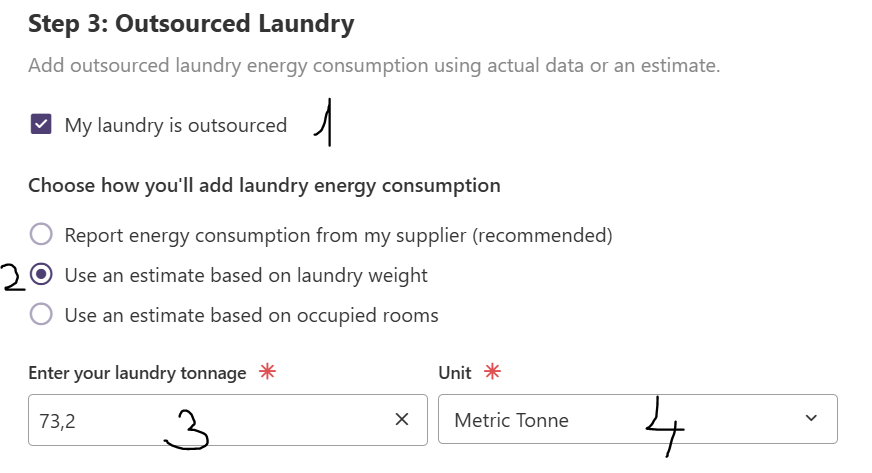 Step 3: Outsourced Laundry
Add outsourced laundry energy consumption using actual data or an estimate.
My laundry is outsourced 1
Choose how you'll add laundry energy consumption
Report energy consumption from my supplier (recommended)
2 Use an estimate based on laundry weight
Use an estimate based on occupied rooms
Enter your laundry tonnage * Unit *
73,2 3 Metric Tonne 4